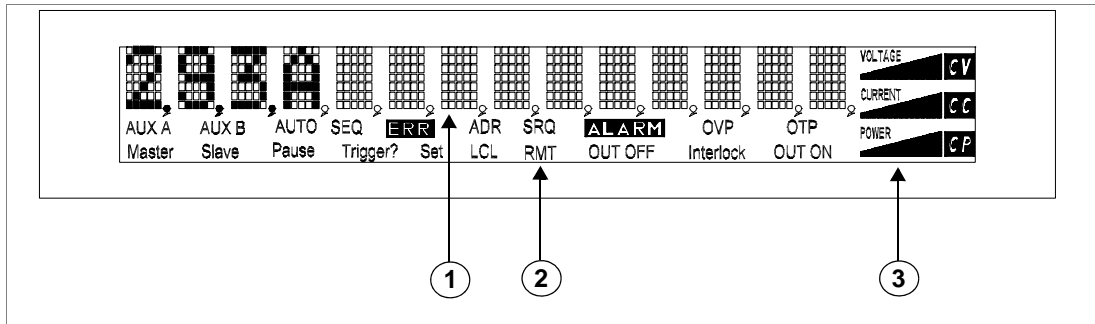 293A
VOLTAGE CV
CURRENT CC
POWER CP
AUX A AUX B AUTO SEQ ERR ADR SRQ ALARM OVP OTP
Master Slave Pause Trigger? Set LCL RMT OUT OFF Interlock OUT ON
1 2 3